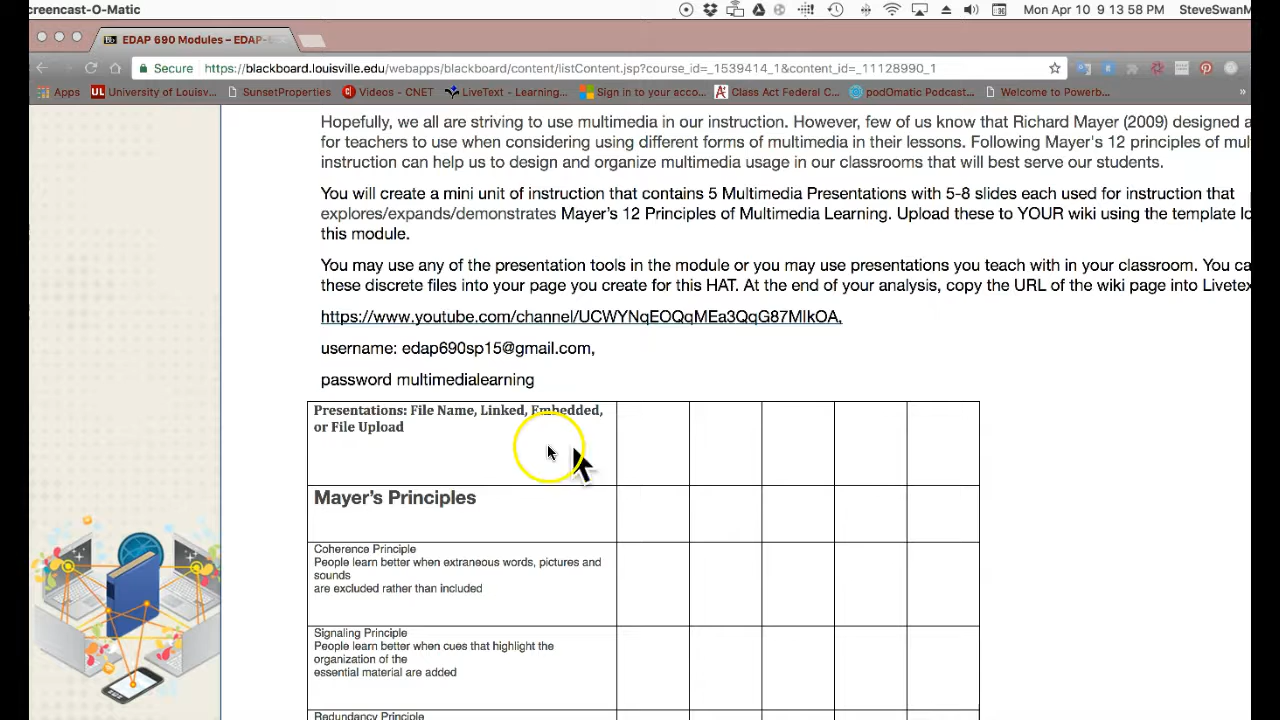 creencast-O-Matic
Mon Apr 10 9:13:58 PM SteveSwanM
EDAP 690 Modules – EDAP-
Secure https://blackboard.louisville.edu/webapps/blackboard/content/listContent.jsp?course_id=_1539414_1&content_id=_11128990_1
Apps UL University of Louisv... SunsetProperties Videos - CNET LiveText - Learning... Sign in to your acco... Class Act Federal C... podOmatic Podcast... Welcome to Powerb... »
Hopefully, we all are striving to use multimedia in our instruction. However, few of us know that Richard Mayer (2009) designed a
for teachers to use when considering using different forms of multimedia in their lessons. Following Mayer's 12 principles of mul
instruction can help us to design and organize multimedia usage in our classrooms that will best serve our students.
You will create a mini unit of instruction that contains 5 Multimedia Presentations with 5-8 slides each used for instruction that
explores/expands/demonstrates Mayer's 12 Principles of Multimedia Learning. Upload these to YOUR wiki using the template lo
this module.
You may use any of the presentation tools in the module or you may use presentations you teach with in your classroom. You ca
these discrete files into your page you create for this HAT. At the end of your analysis, copy the URL of the wiki page into Livetex
https://www.youtube.com/channel/UCWYNqEOQqMEa3QqG87MIkOA,
username: edap690sp15@gmail.com,
password multimedialearning
Presentations: File Name, Linked, Embedded,
or File Upload
Mayer's Principles
Coherence Principle
People learn better when extraneous words, pictures and
sounds
are excluded rather than included
Signaling Principle
People learn better when cues that highlight the
organization of the
essential material are added
Redundancy Principle